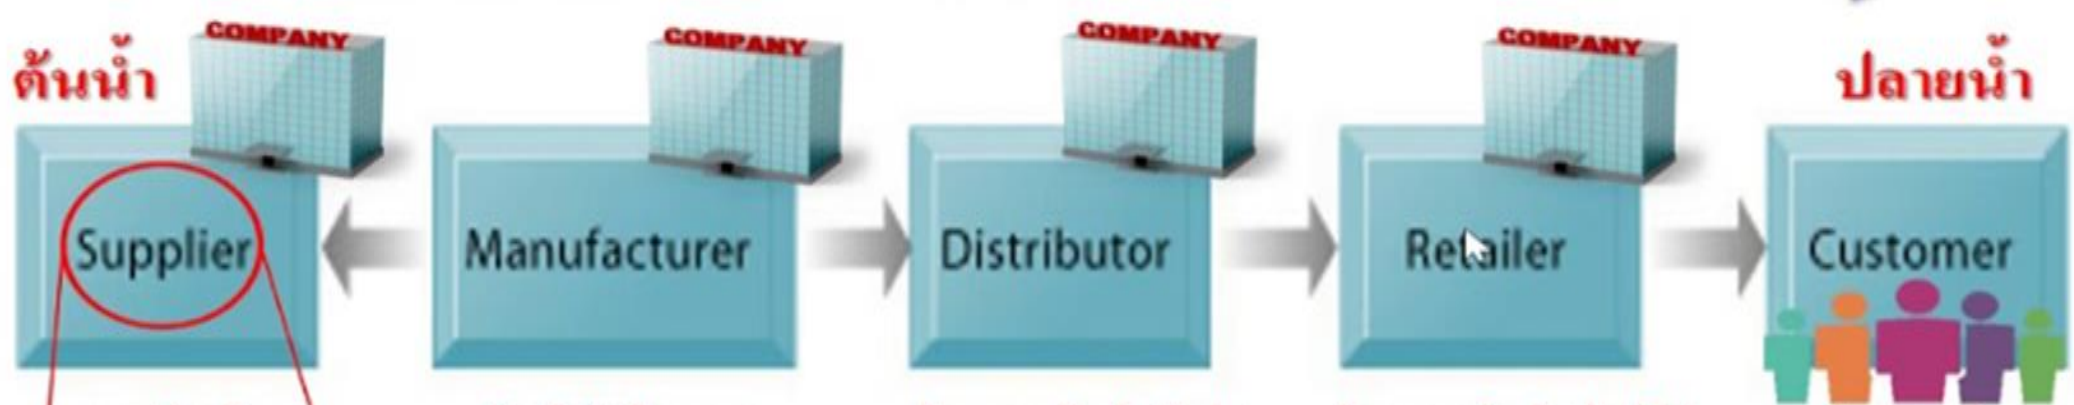 COMPANY
COMPANY
COMPANY
COMPANY
ต้นน้ำ
ปลายน้ำ
Supplier
Manufacturer
Distributor
Retailer
Customer